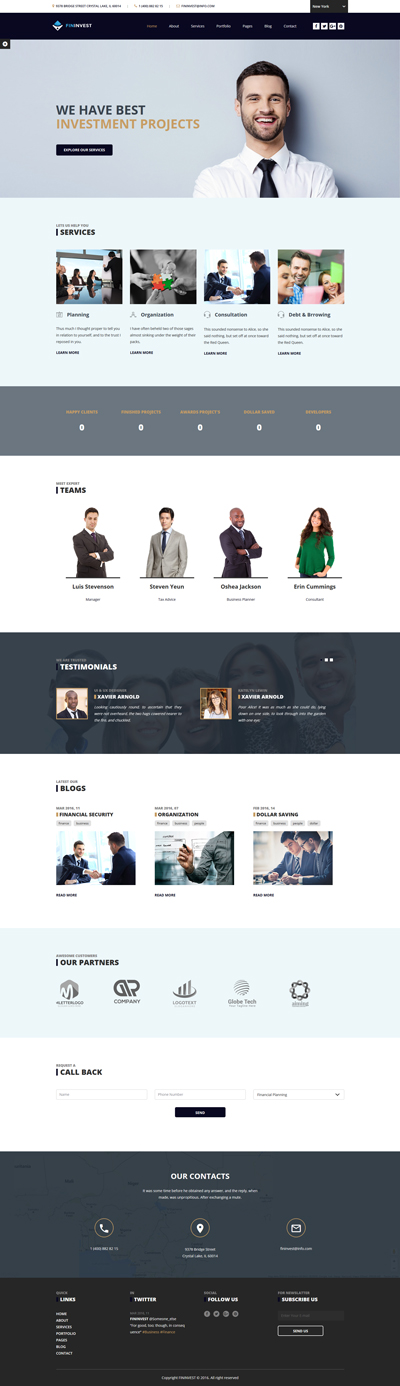 9378 BRIDGE STREET CRYSTAL LAKE, IL 60014
1 (400) 882 82 15
FININVEST@INFO.COM
New York
FININVEST
Home About Services Portfolio Pages Blog Contact
WE HAVE BEST
INVESTMENT PROJECTS
EXPLORE OUR SERVICES
LETS US HELP YOU
SERVICES
Planning
Thus much I thought proper to tell you
in relation to yourself, and to the trust I
reposed in you.
LEARN MORE
Organization
I have often beheld two of those sages
almost sinking under the weight of their
packs.
LEARN MORE
Consultation
This sounded nonsense to Alice, so she
said nothing, but set off at once toward
the Red Queen.
LEARN MORE
Debt & Brrowing
This sounded nonsense to Alice, so she
said nothing, but set off at once toward
the Red Queen.
LEARN MORE
HAPPY CLIENTS
0
FINISHED PROJECTS
0
AWARDS PROJECT'S
0
DOLLAR SAVED
0
DEVELOPERS
0
MEET EXPERT
TEAMS
Luis Stevenson
Manager
Steven Yeun
Tax Advice
Oshea Jackson
Business Planner
Erin Cummings
Consultant
WE ARE TRUSTED
TESTIMONIALS
UI & UX DESIGNER
XAVIER ARNOLD
Looking cautiously round, to ascertain that they
were not overheard, the two hags cowered nearer to
the fire, and chuckled.
XAVIER ARNOLD
Poor Alice! It was as much as she could do, lying
down on one side, to look through into the garden
with one eye.
LATEST OUR
BLOGS
MAR 2016, 11
FINANCIAL SECURITY
finance business
READ MORE
MAR 2016, 07
ORGANIZATION
finance business people
READ MORE
FEB 2016, 14
DOLLAR SAVING
finance business people dollar
READ MORE
AWESOME CUSTOMERS
OUR PARTNERS
#LETTERLOGO
COMPANY
LOGOTEXT
Globe Tech
Your Tagline Here
REQUEST A
CALL BACK
Name
Phone Number
Financial Planning
SEND
OUR CONTACTS
It was some time before he obtained any answer, and the reply, when
made, was unpropitious. After exchanging a mute.
1 (400) 882 82 15
9378 Bridge Street
Crystal Lake, IL 60014
fininvest@info.com
QUICK
LINKS
HOME
ABOUT
SERVICES
PORTFOLIO
PAGES
BLOG
CONTACT
IN
TWITTER
MAR 2016, 11
FININVEST @Someone_else
"For good, too; though, in conseq
uence" #Business #Finance
SOCIAL
FOLLOW US
FOR NEWSLETTER
SUBSCRIBE US
SEND US
Copyright FININVEST © 2016. All right reserved